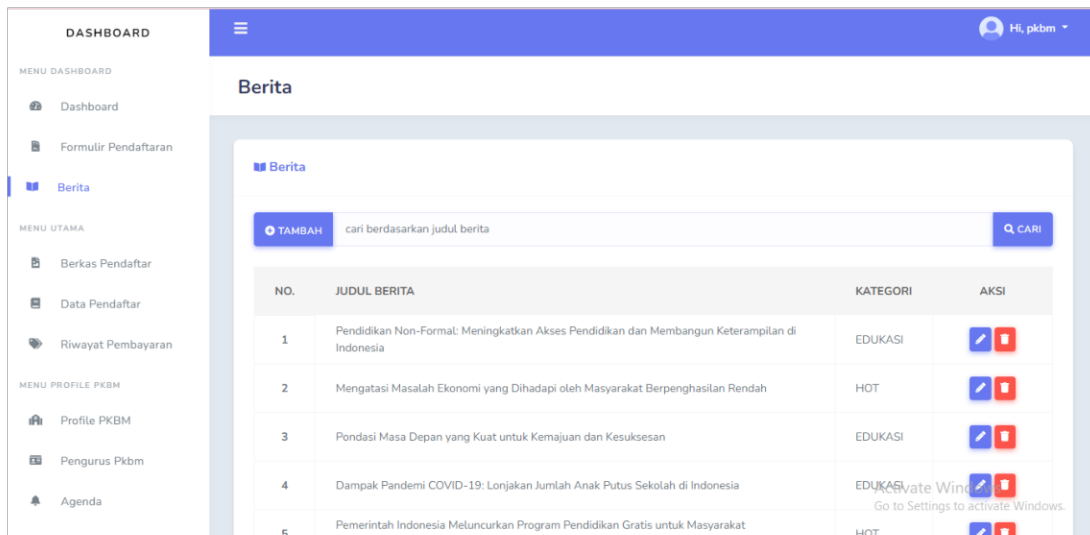 DASHBOARD
Hi, pkbm
MENU DASHBOARD
Dashboard
Formulir Pendaftaran
Berita
MENU UTAMA
Berkas Pendaftar
Data Pendaftar
Riwayat Pembayaran
MENU PROFILE PKBM
Profile PKBM
Pengurus Pkbm
Agenda
Berita
Berita
TAMBAH
cari berdasarkan judul berita
CARI
NO. JUDUL BERITA KATEGORI AKSI
1 Pendidikan Non-Formal: Meningkatkan Akses Pendidikan dan Membangun Keterampilan di EDUKASI
Indonesia
2 Mengatasi Masalah Ekonomi yang Dihadapi oleh Masyarakat Berpenghasilan Rendah HOT
3 Pondasi Masa Depan yang Kuat untuk Kemajuan dan Kesuksesan EDUKASI
4 Dampak Pandemi COVID-19: Lonjakan Jumlah Anak Putus Sekolah di Indonesia EDUKASI
5 Pemerintah Indonesia Meluncurkan Program Pendidikan Gratis untuk Masyarakat HOT
Activate Windows
Go to Settings to activate Windows.